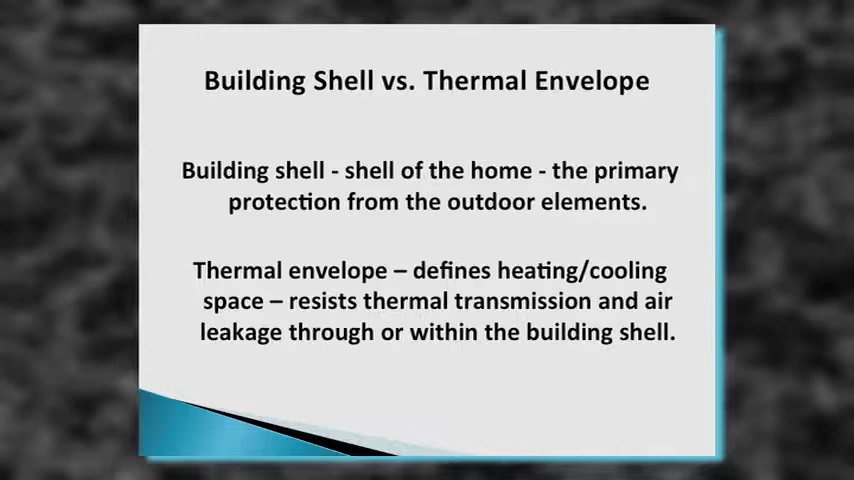 Building Shell vs. Thermal Envelope
Building shell - shell of the home - the primary
protection from the outdoor elements.
Thermal envelope – defines heating/cooling
space – resists thermal transmission and air
leakage through or within the building shell.